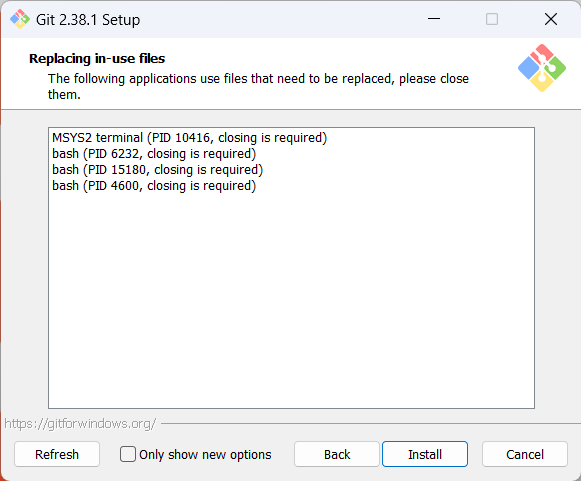 Git 2.38.1 Setup
Replacing in-use files
The following applications use files that need to be replaced, please close
them.
MSYS2 terminal (PID 10416, closing is required)
bash (PID 6232, closing is required)
bash (PID 15180, closing is required)
bash (PID 4600, closing is required)
https://gitforwindows.org/
Refresh
Only show new options
Back
Install
Cancel